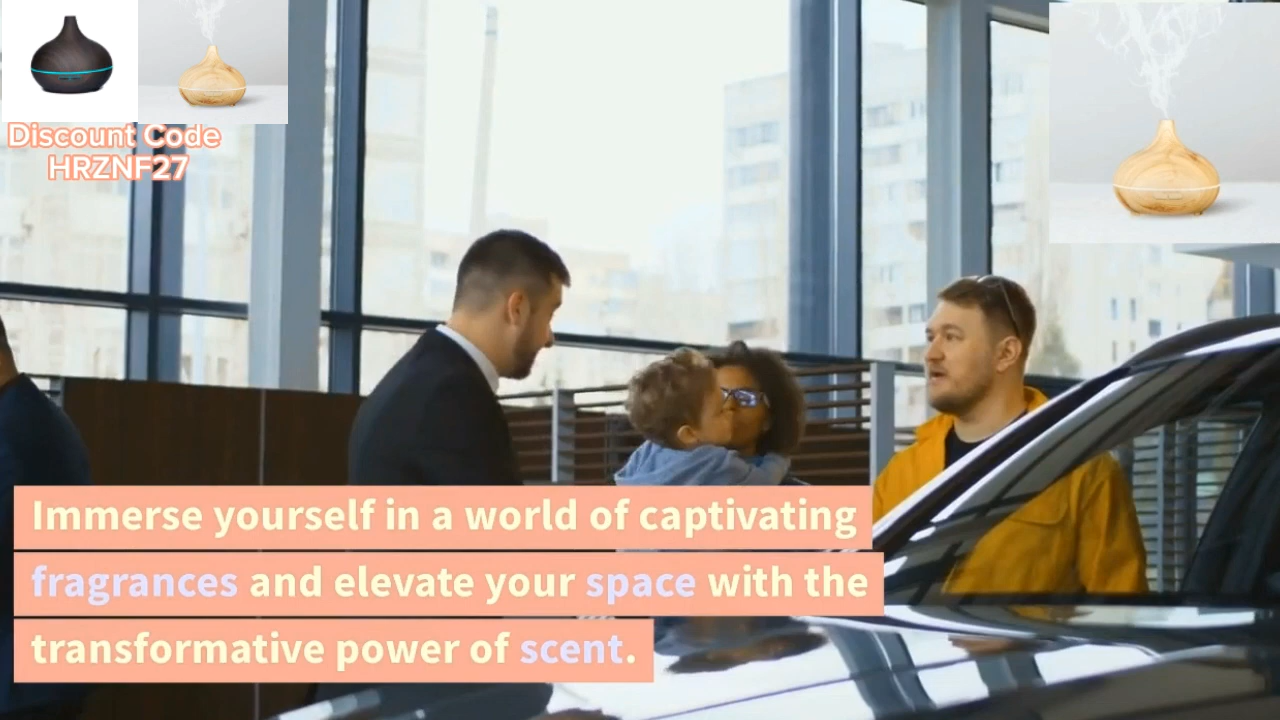 Discount Code
HRZNF27
Immerse yourself in a world of captivating
fragrances and elevate your space with the
transformative power of scent.